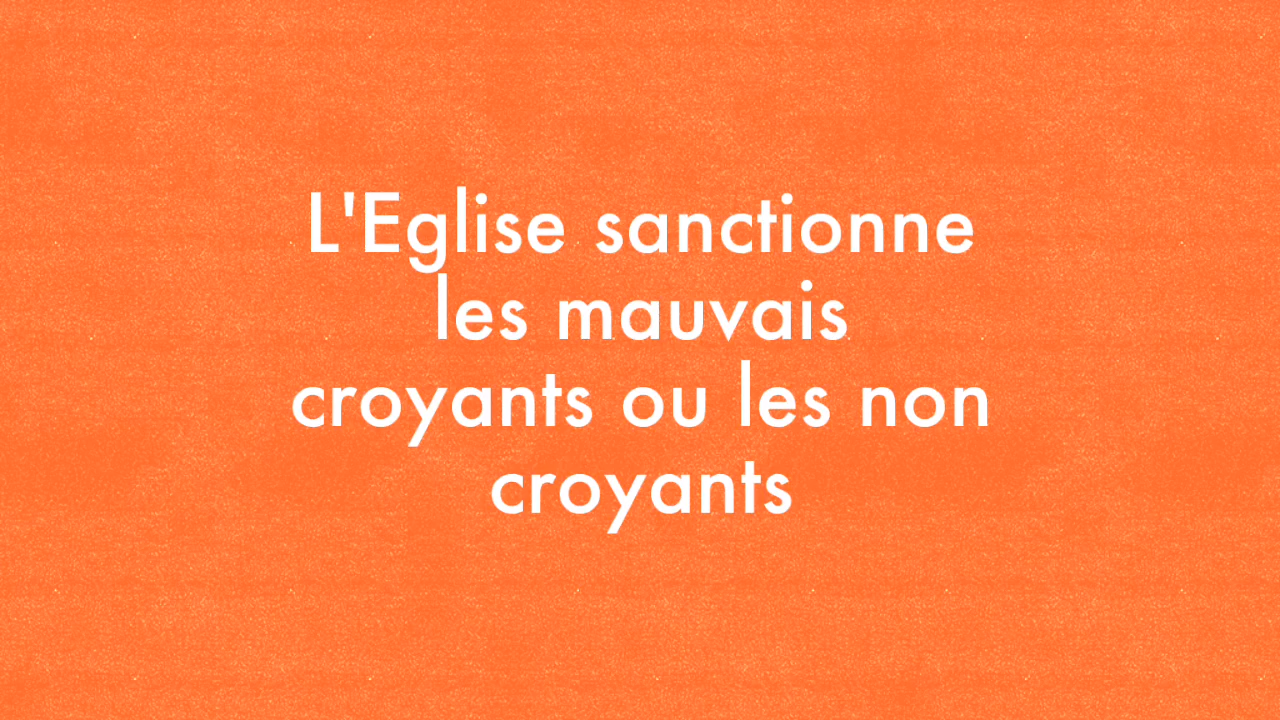 L'Eglise sanctionne
les mauvais
croyants ou les non
croyants